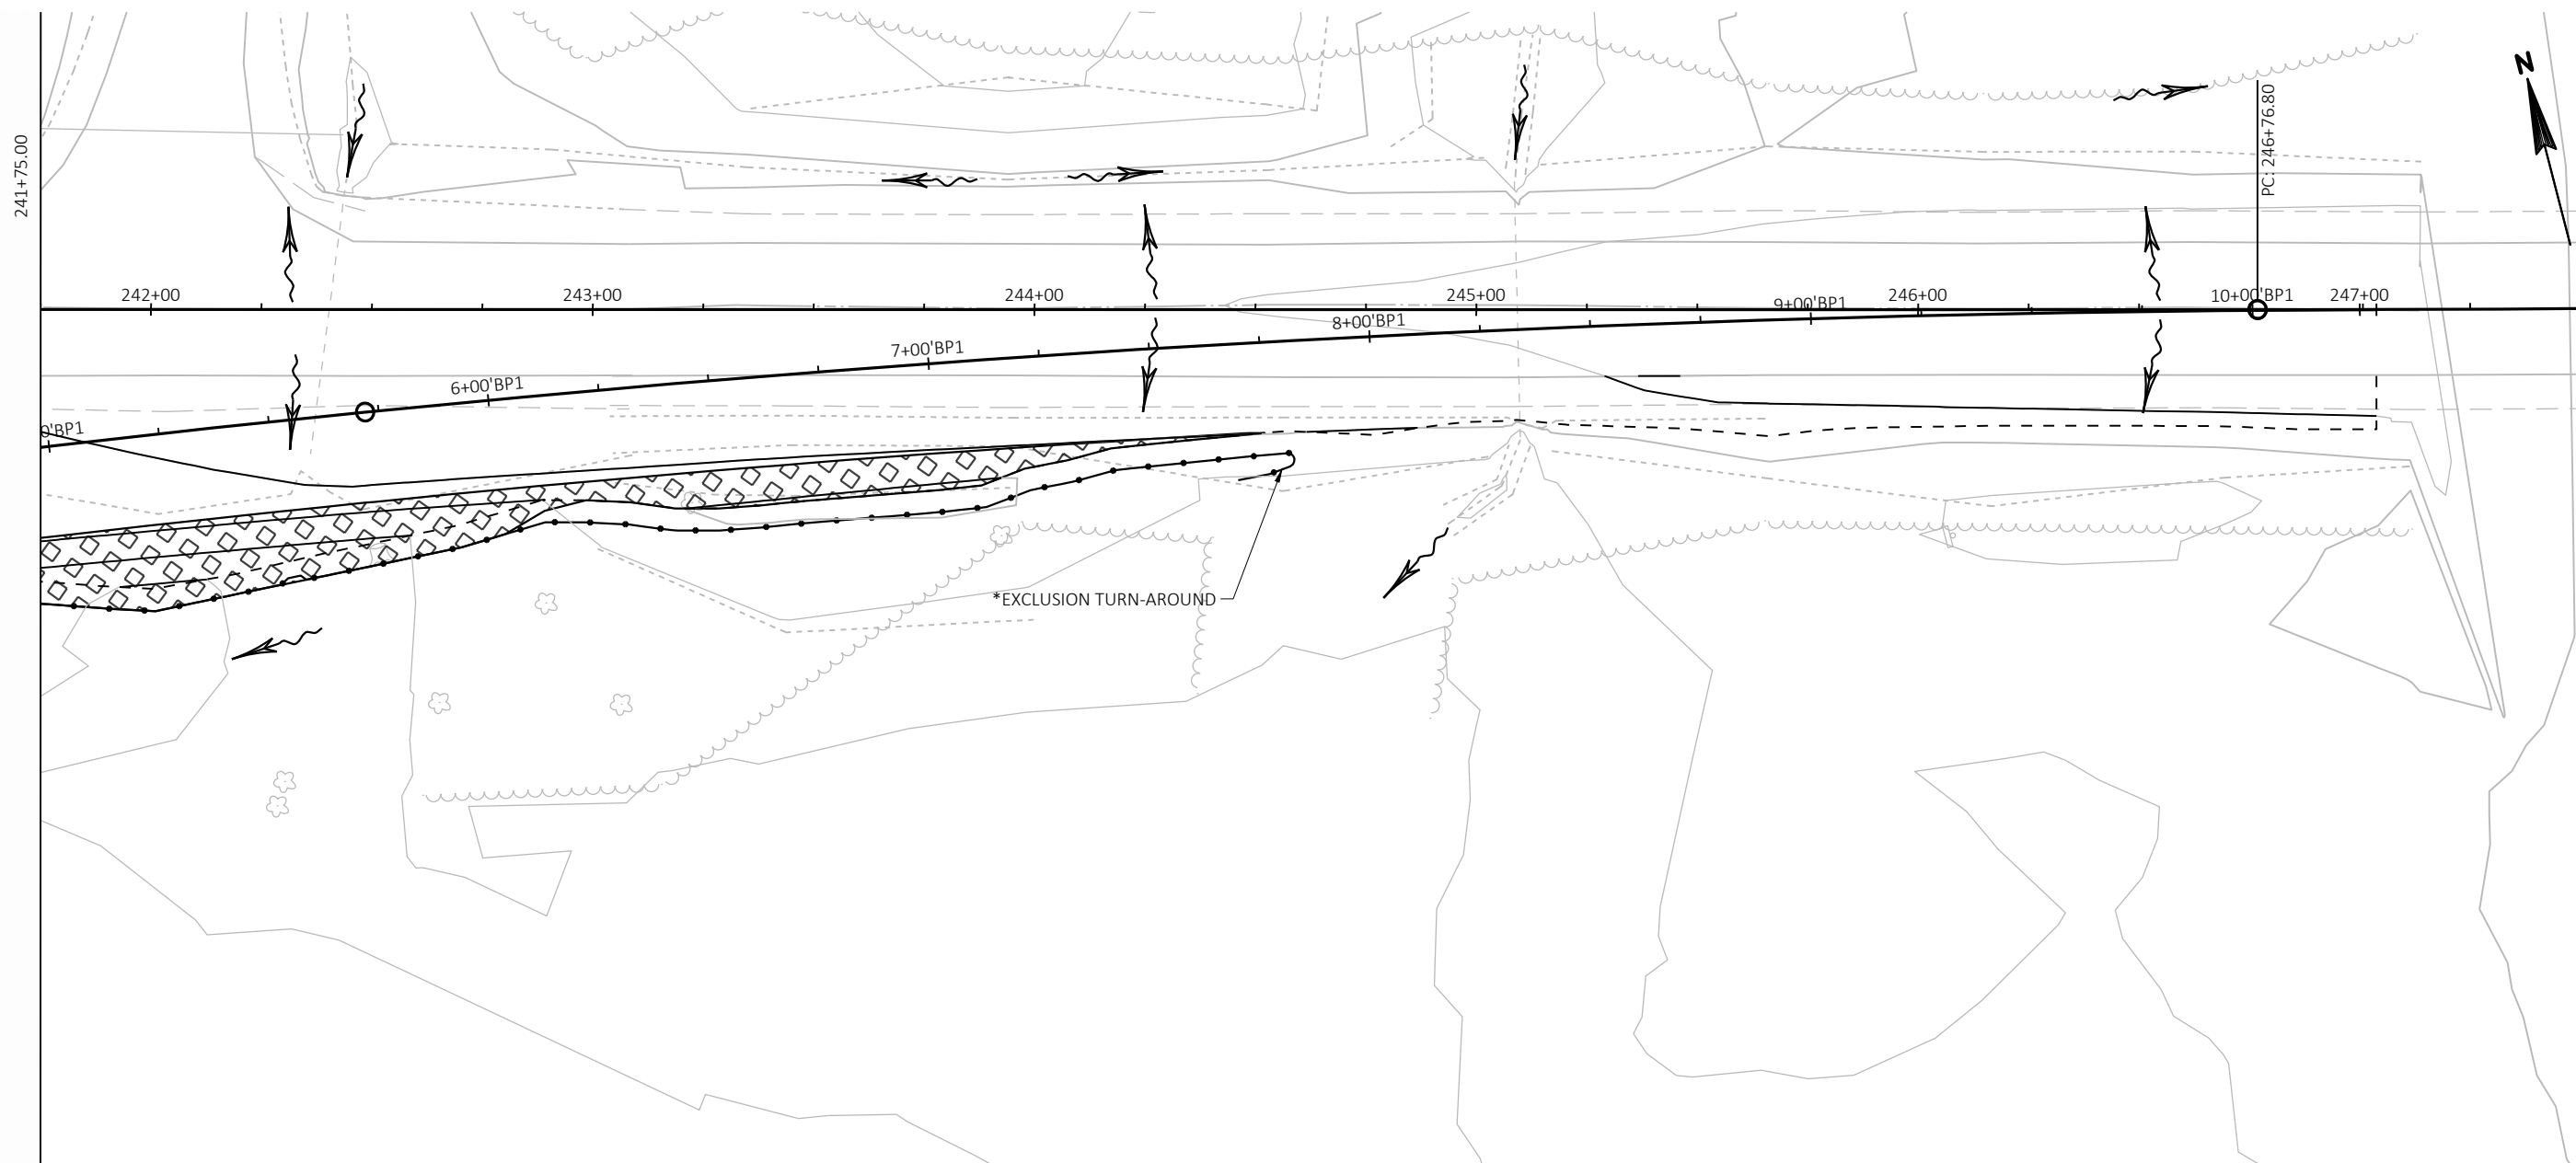 N
241+75.00
PC: 246+76.80
242+00
243+00
244+00
245+00
246+00
247+00
10+00'BP1
9+00'BP1
8+00'BP1
7+00'BP1
6+00'BP1
0'BP1
*EXCLUSION TURN-AROUND